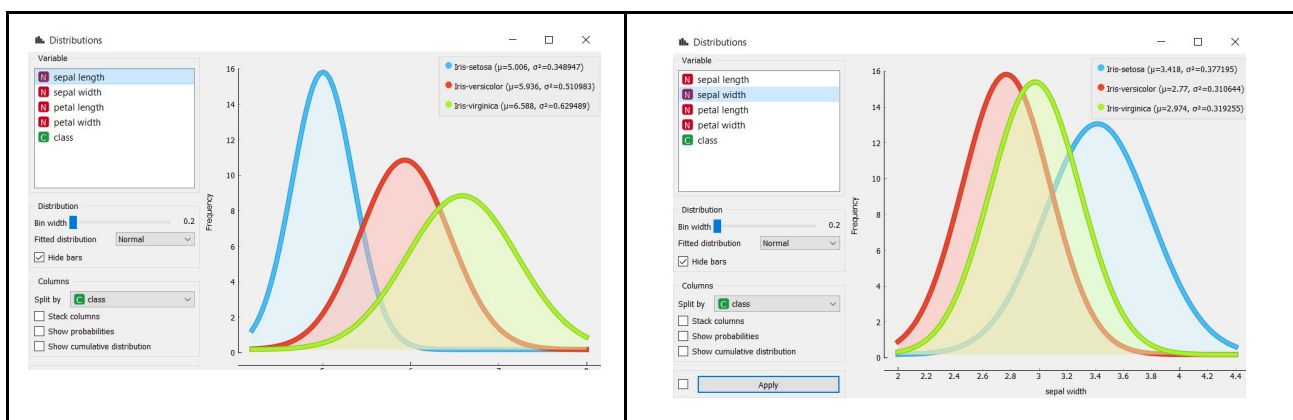 Distributions
Variable
N sepal length
N sepal width
N petal length
N petal width
C class
Distribution
Bin width 0.2
Fitted distribution Normal
Hide bars
Columns
Split by C class
Stack columns
Show probabilities
Show cumulative distribution
Iris-setosa (μ=5.006, σ²=0.348947)
Iris-versicolor (μ=5.936, σ²=0.510983)
Iris-virginica (μ=6.588, σ²=0.629489)
Frequency
16
14
12
10
8
6
4
2
0
Distributions
Variable
N sepal length
N sepal width
N petal length
N petal width
C class
Distribution
Bin width 0.2
Fitted distribution Normal
Hide bars
Columns
Split by C class
Stack columns
Show probabilities
Show cumulative distribution
Apply
Iris-setosa (μ=3.418, σ²=0.377195)
Iris-versicolor (μ=2.77, σ²=0.310644)
Iris-virginica (μ=2.974, σ²=0.319255)
Frequency
16
14
12
10
8
6
4
2
0
2 2.2 2.4 2.6 2.8 3 3.2 3.4 3.6 3.8 4 4.2 4.4
sepal width